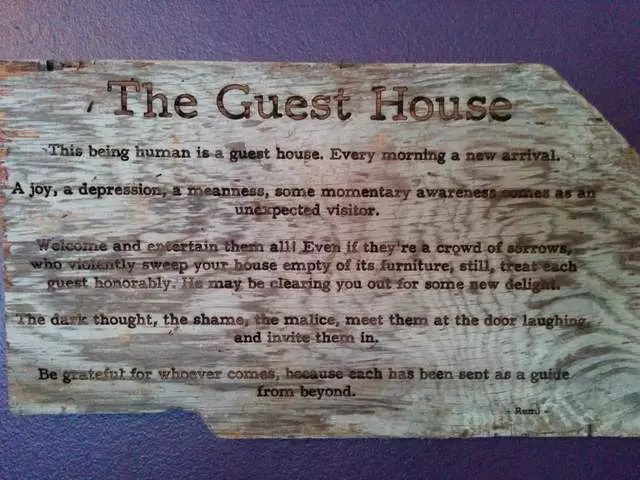 The Guest House
This being human is a guest house. Every morning a new arrival.
A joy, a depression, a meanness, some momentary awareness comes as an
unexpected visitor.
Welcome and entertain them all! Even if they're a crowd of sorrows,
who violently sweep your house empty of its furniture, still, treat each
guest honorably. He may be clearing you out for some new delight.
The dark thought, the shame, the malice, meet them at the door laughing,
and invite them in.
Be grateful for whoever comes, because each has been sent as a guide
from beyond.
- Rumi -